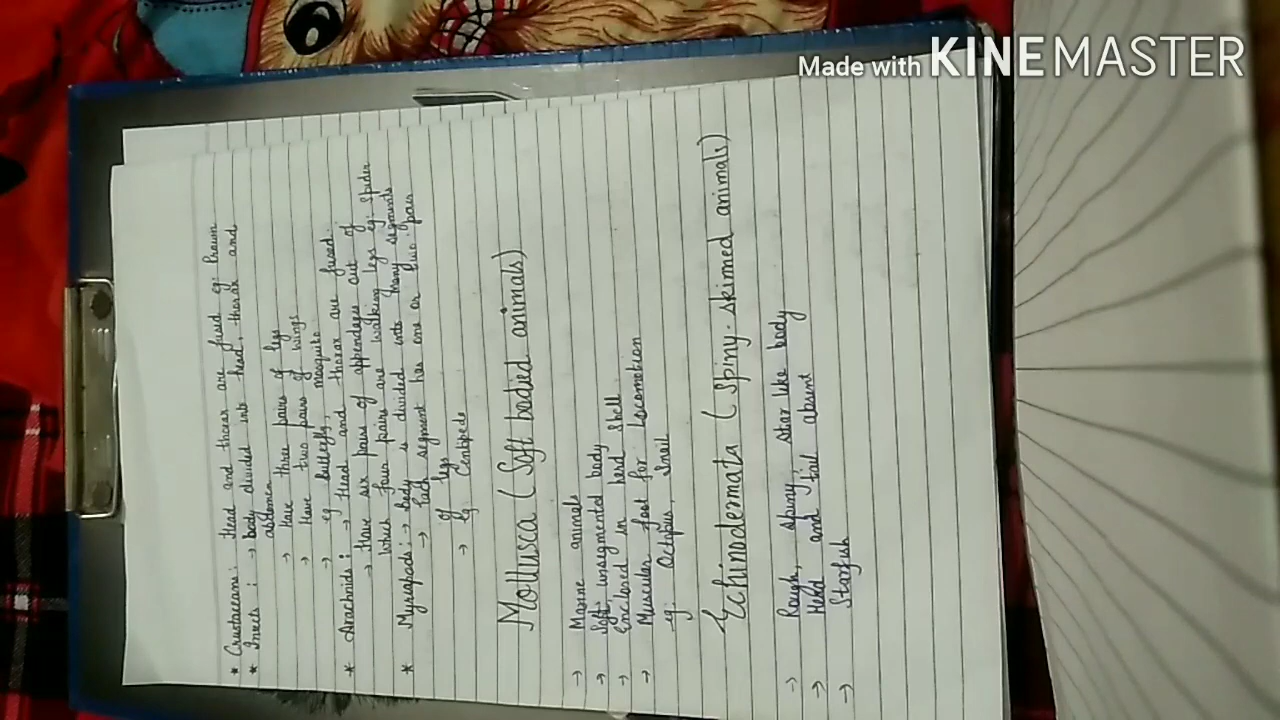 Made with KINEMASTER
* Crustaceans: Head and thorax are fused eg: Prawn
* Insects : → body divided into head, thorax and
abdomen
→ Have three pairs of legs
→ Have two pairs of wings
→ eg butterfly, mosquito
* Arachnids : → Head and thorax are fused.
→ Have six pairs of appendages out of
which four pairs are walking legs eg: Spider
* Myriapods : → body is divided into many segments
→ Each segment has one or two pair
of legs
→ Eg Centipede
Mollusca ( Soft bodied animals)
→ Marine animals
→ Soft unsegmented body
→ Enclosed in hard shell
→ Muscular foot for locomotion
eg. Octopus, Snail
Echinodermata ( Spiny-skinned animals)
→ Rough, spiny, star like body
→ Head and tail absent
→ Starfish